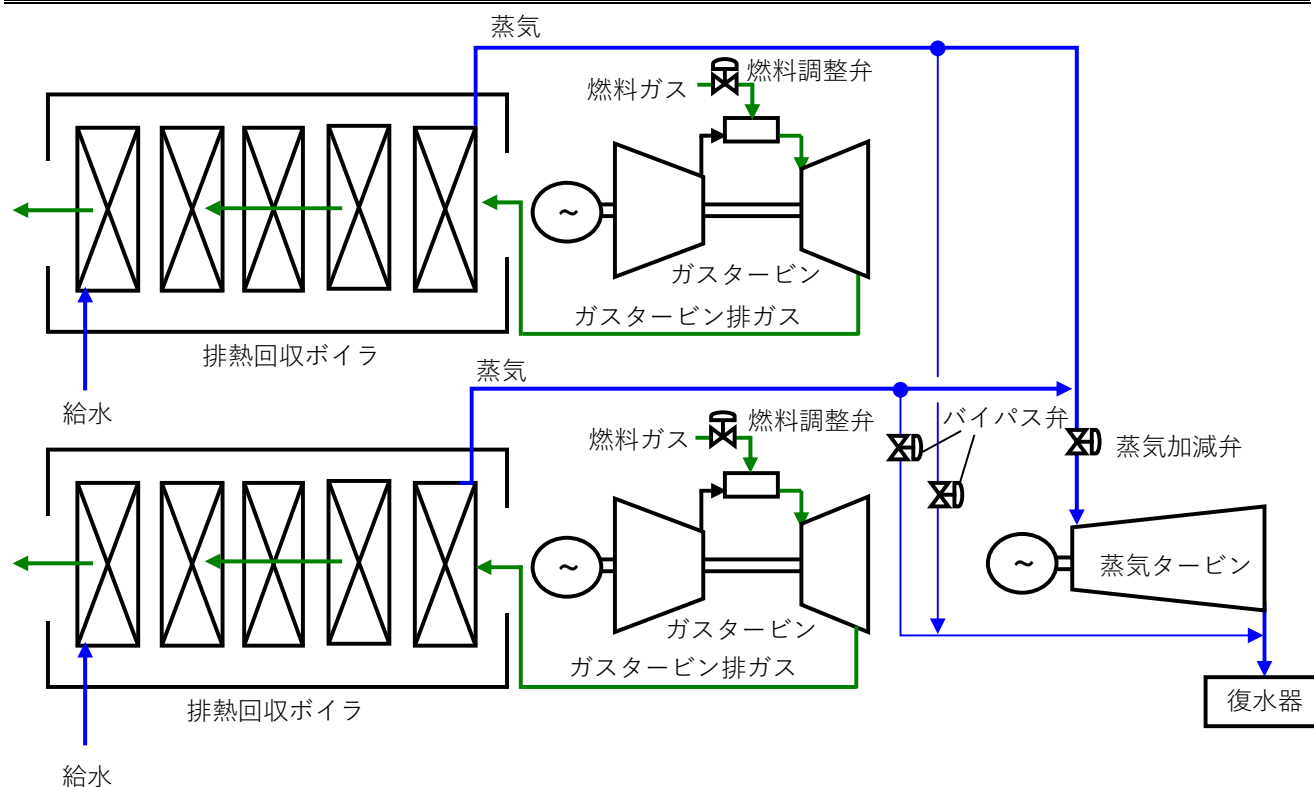 蒸気
燃料調整弁
燃料ガス
~
ガスタービン
ガスタービン排ガス
排熱回収ボイラ
給水
蒸気
燃料調整弁
燃料ガス
バイパス弁
蒸気加減弁
~
~
蒸気タービン
ガスタービン
ガスタービン排ガス
排熱回収ボイラ
復水器
給水